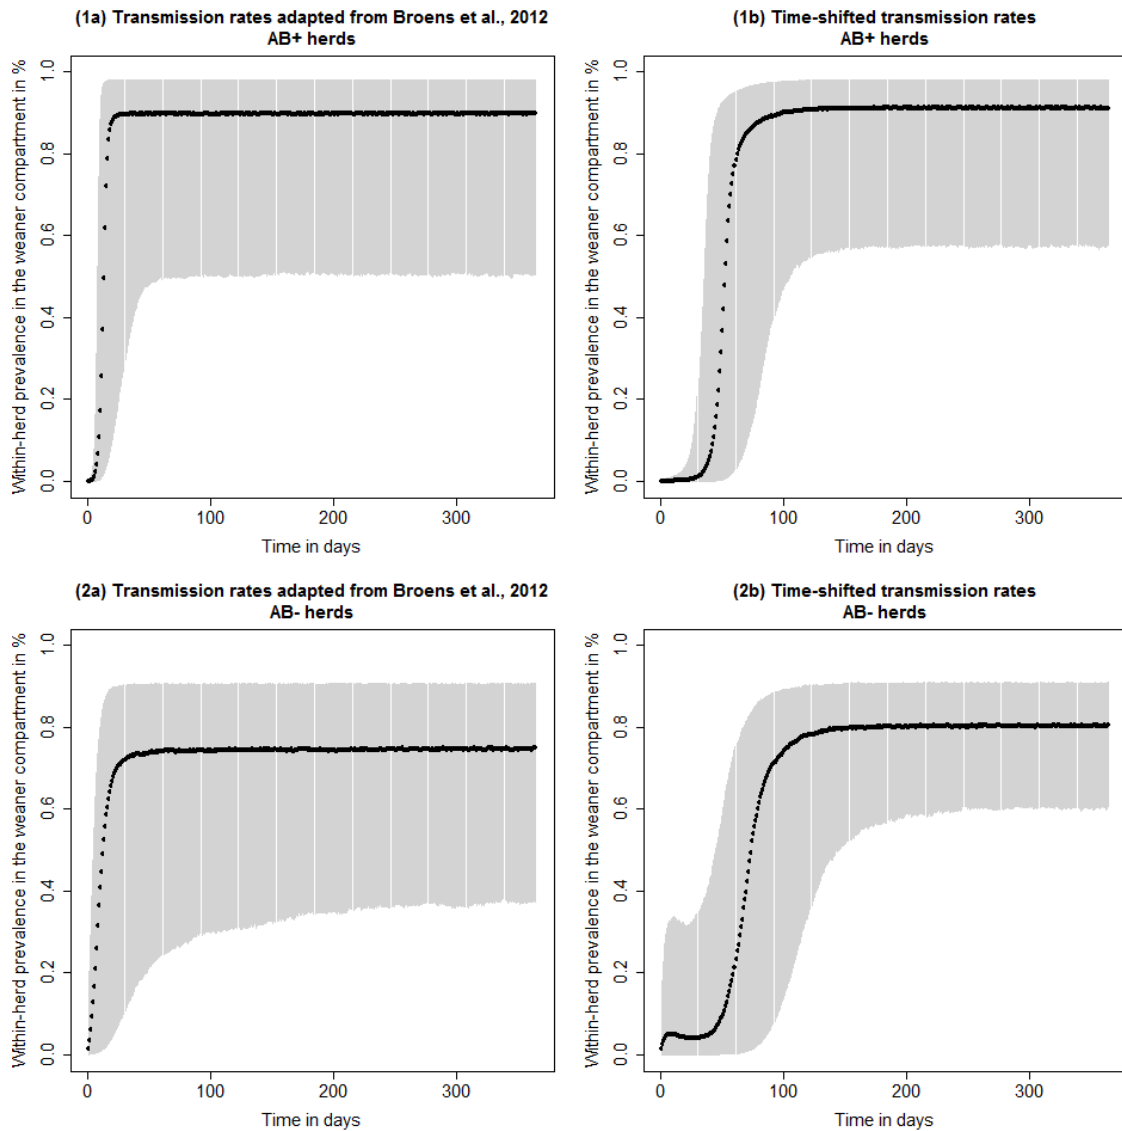 (1a) Transmission rates adapted from Broens et al., 2012
AB+ herds
Within-herd prevalence in the weaner compartment in %
1.0
0.8
0.6
0.4
0.2
0.0
0 100 200 300
Time in days
(1b) Time-shifted transmission rates
AB+ herds
Within-herd prevalence in the weaner compartment in %
1.0
0.8
0.6
0.4
0.2
0.0
0 100 200 300
Time in days
(2a) Transmission rates adapted from Broens et al., 2012
AB- herds
Within-herd prevalence in the weaner compartment in %
1.0
0.8
0.6
0.4
0.2
0.0
0 100 200 300
Time in days
(2b) Time-shifted transmission rates
AB- herds
Within-herd prevalence in the weaner compartment in %
1.0
0.8
0.6
0.4
0.2
0.0
0 100 200 300
Time in days